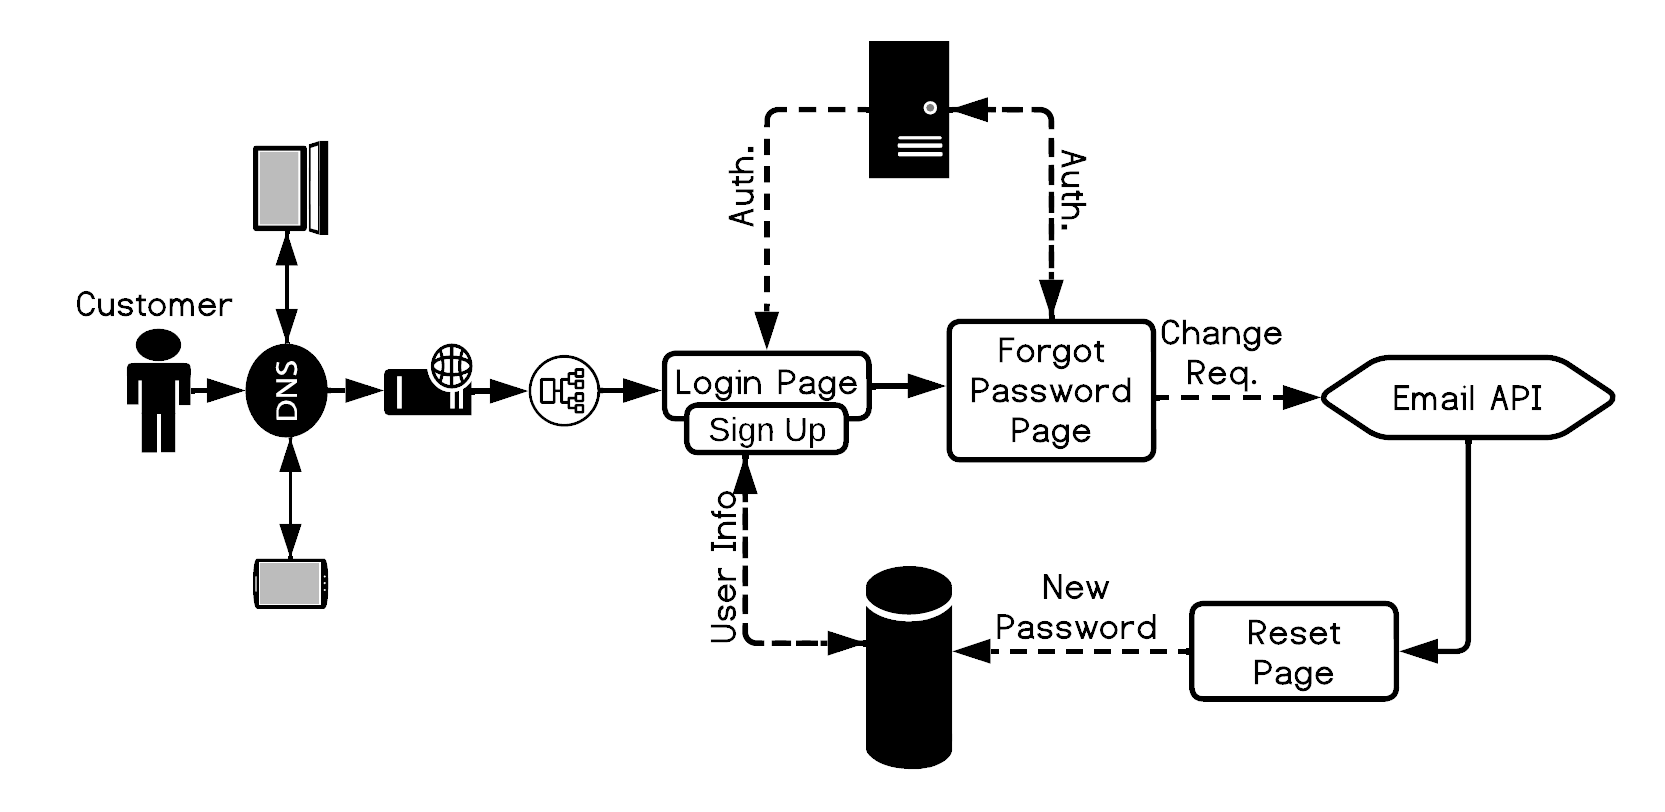 Auth.
Auth.
Customer
DNS
Login Page
Sign Up
Forgot
Password
Page
Change
Req.
Email API
User Info
New
Password
Reset
Page